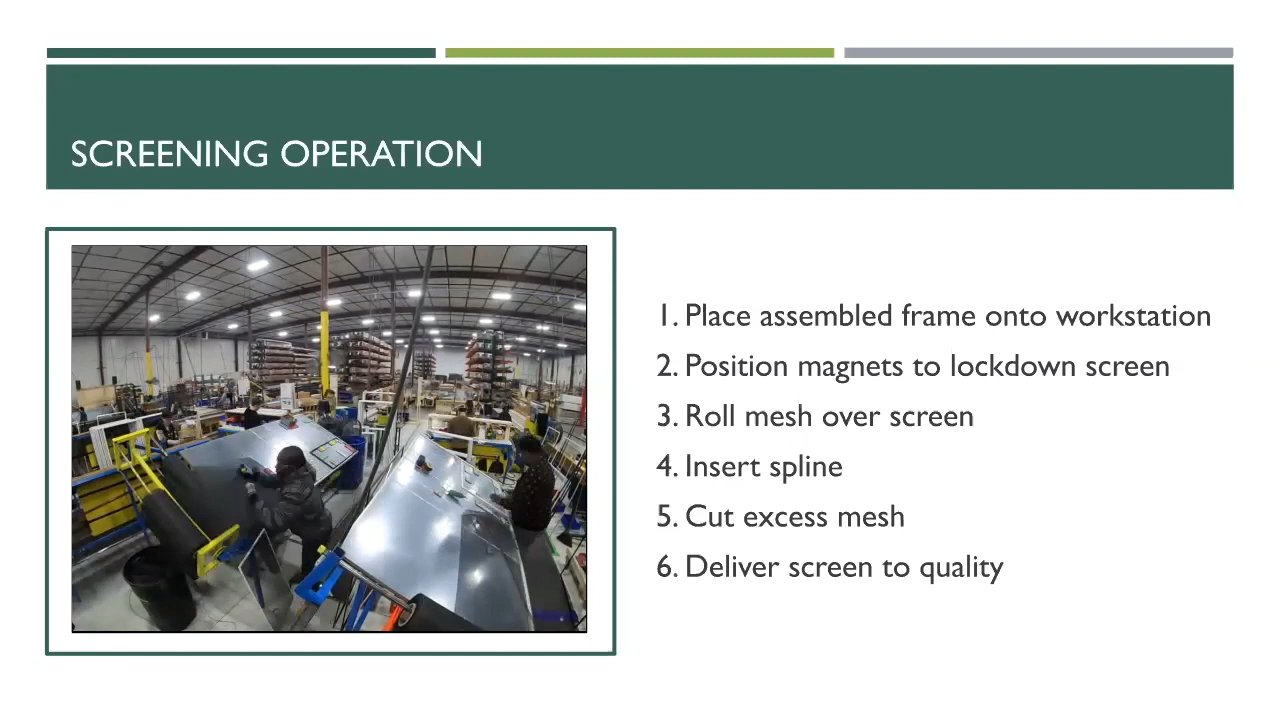 SCREENING OPERATION
1. Place assembled frame onto workstation
2. Position magnets to lockdown screen
3. Roll mesh over screen
4. Insert spline
5. Cut excess mesh
6. Deliver screen to quality